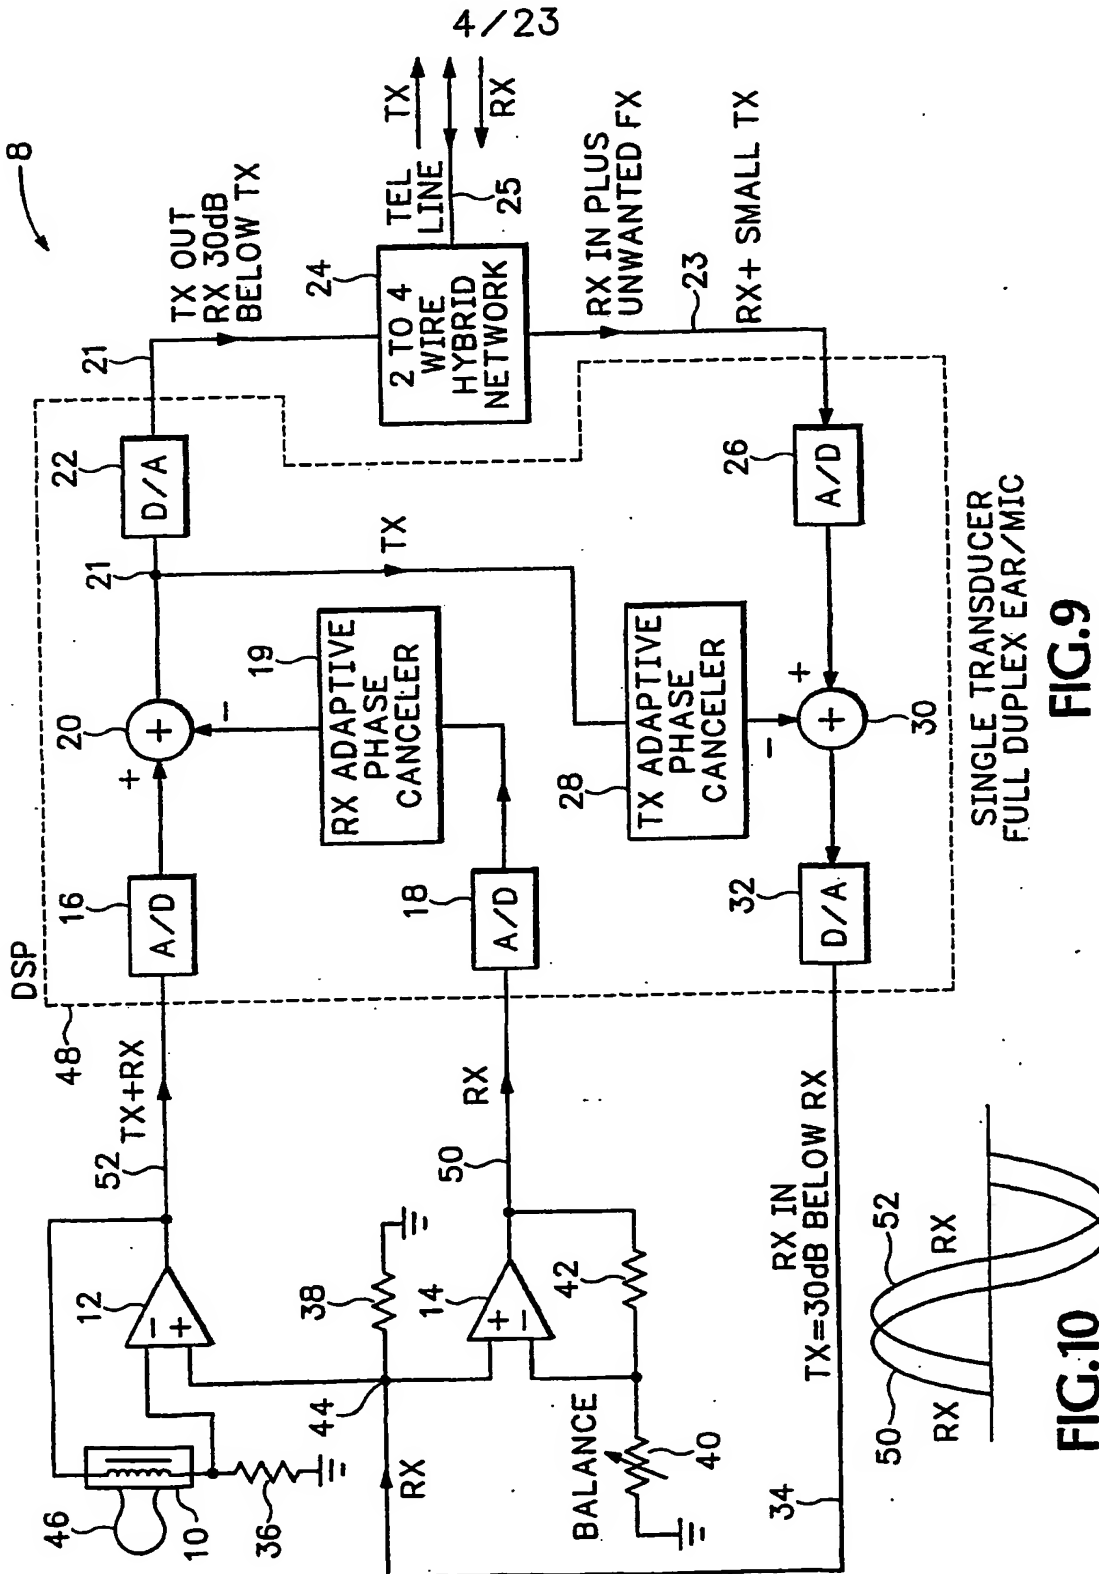 4/23
8
DSP
48
46
10
36
12
52
TX+RX
16
A/D
+
20
+
−
21
22
D/A
21
TX OUT
RX 30dB
BELOW TX
TX
TEL
LINE
25
RX
24
2 TO 4
WIRE
HYBRID
NETWORK
19
RX ADAPTIVE
PHASE
CANCELER
TX
38
44
RX
14
+
−
−
+
50
RX
18
A/D
42
BALANCE
40
28
TX ADAPTIVE
PHASE
CANCELER
RX IN PLUS
UNWANTED FX
23
RX+ SMALL TX
26
A/D
+
−
+
30
32
D/A
34
RX IN
TX=30dB BELOW RX
SINGLE TRANSDUCER
FULL DUPLEX EAR/MIC
FIG.9
50
RX
RX
52
FIG.10